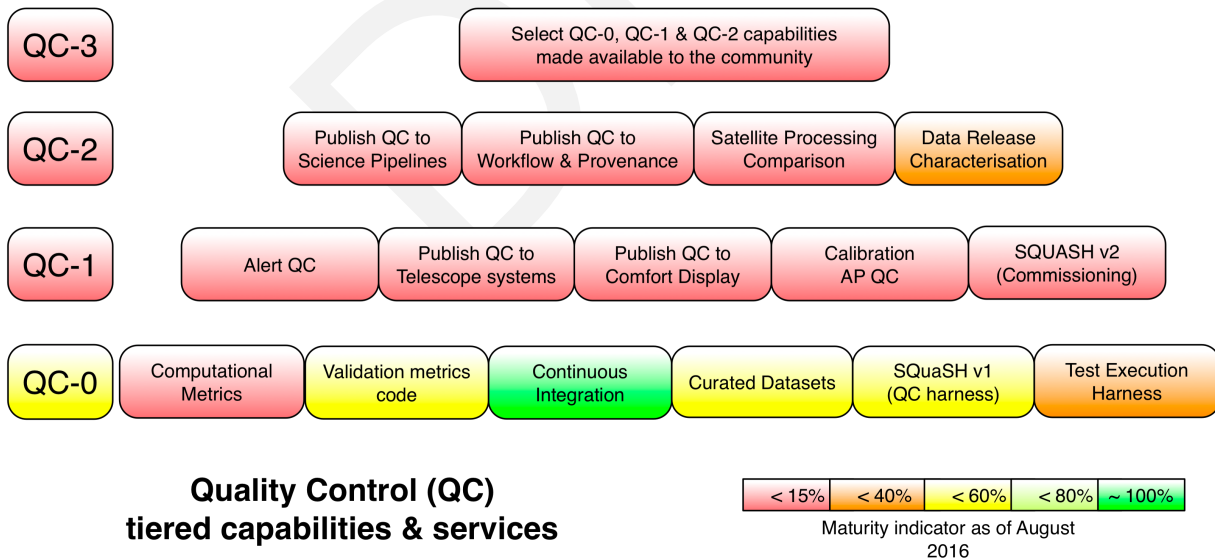 QC-3
Select QC-0, QC-1 & QC-2 capabilities
made available to the community
QC-2
Publish QC to
Science Pipelines
Publish QC to
Workflow & Provenance
Satellite Processing
Comparison
Data Release
Characterisation
QC-1
Alert QC
Publish QC to
Telescope systems
Publish QC to
Comfort Display
Calibration
AP QC
SQUASH v2
(Commissioning)
QC-0
Computational
Metrics
Validation metrics
code
Continuous
Integration
Curated Datasets
SQuaSH v1
(QC harness)
Test Execution
Harness
Quality Control (QC)
tiered capabilities & services
< 15%
< 40%
< 60%
< 80%
~ 100%
Maturity indicator as of August
2016